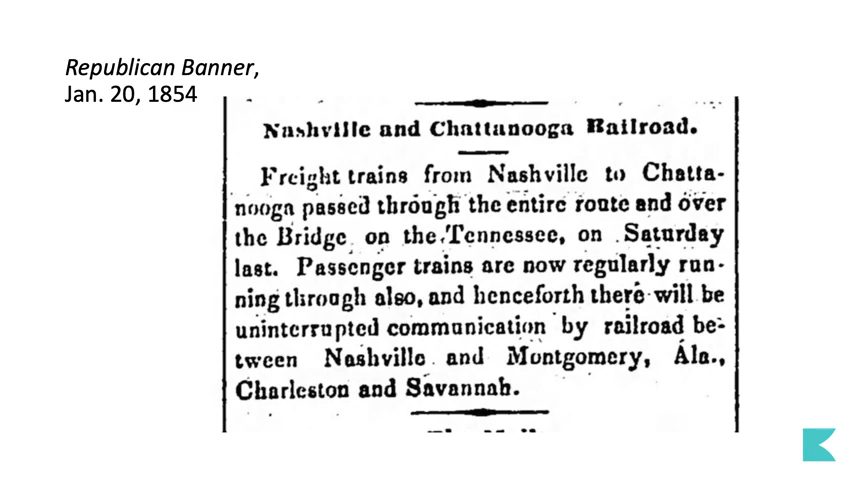 Republican Banner,
Jan. 20, 1854
Nashville and Chattanooga Railroad.
Freight trains from Nashville to Chatta-
nooga passed through the entire route and over
the Bridge on the Tennessee, on Saturday
last. Passenger trains are now regularly run-
ning through also, and henceforth there will be
uninterrupted communication by railroad be-
tween Nashville and Montgomery, Ala.,
Charleston and Savannah.